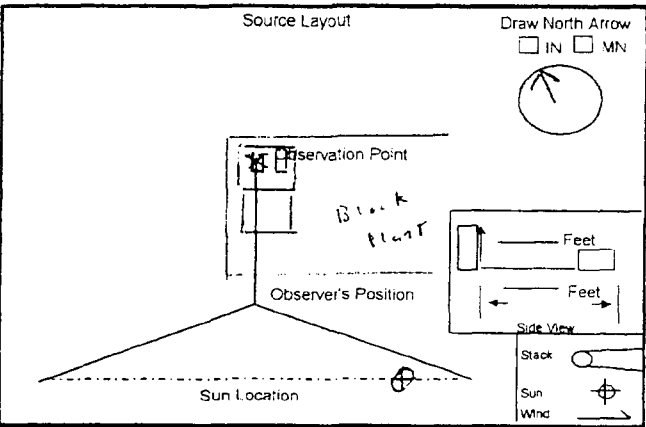 Source Layout
Draw North Arrow
IN MN
Observation Point
Block
Plant
Feet
Observer's Position
Feet
Side View
Stack
Sun Location
Sun
Wind